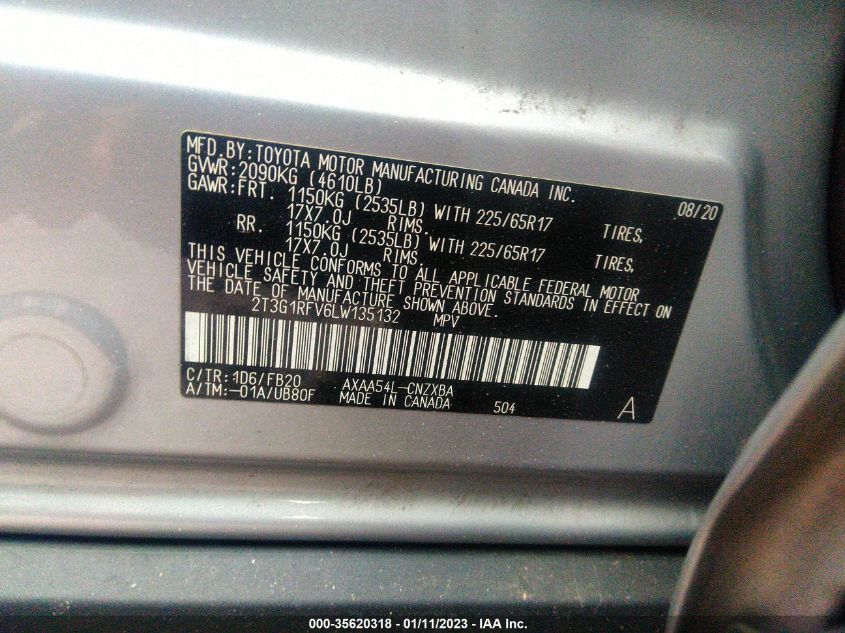 MFD. BY: TOYOTA MOTOR MANUFACTURING CANADA INC.
GVWR: 2090KG (4610LB) 08/20
GAWR: FRT. 1150KG (2535LB) WITH 225/65R17 TIRES,
17X7.0J RIMS.
RR. 1150KG (2535LB) WITH 225/65R17 TIRES,
17X7.0J RIMS.
THIS VEHICLE CONFORMS TO ALL APPLICABLE FEDERAL MOTOR
VEHICLE SAFETY AND THEFT PREVENTION STANDARDS IN EFFECT ON
THE DATE OF MANUFACTURE SHOWN ABOVE.
2T3G1RFV6LW135132 MPV
C/TR: 1D6/FB20 AXAA54L-CNZXBA
A/TM: -01A/UB80F MADE IN CANADA 504 A
000-35620318 - 01/11/2023 - IAA Inc.